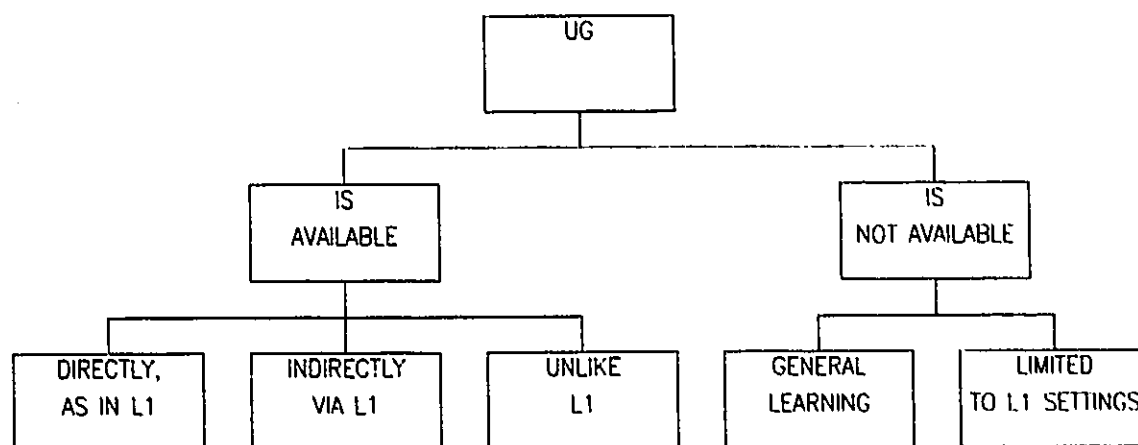 UG
IS
AVAILABLE
IS
NOT AVAILABLE
DIRECTLY,
AS IN L1
INDIRECTLY
VIA L1
UNLIKE
L1
GENERAL
LEARNING
LIMITED
TO L1 SETTINGS